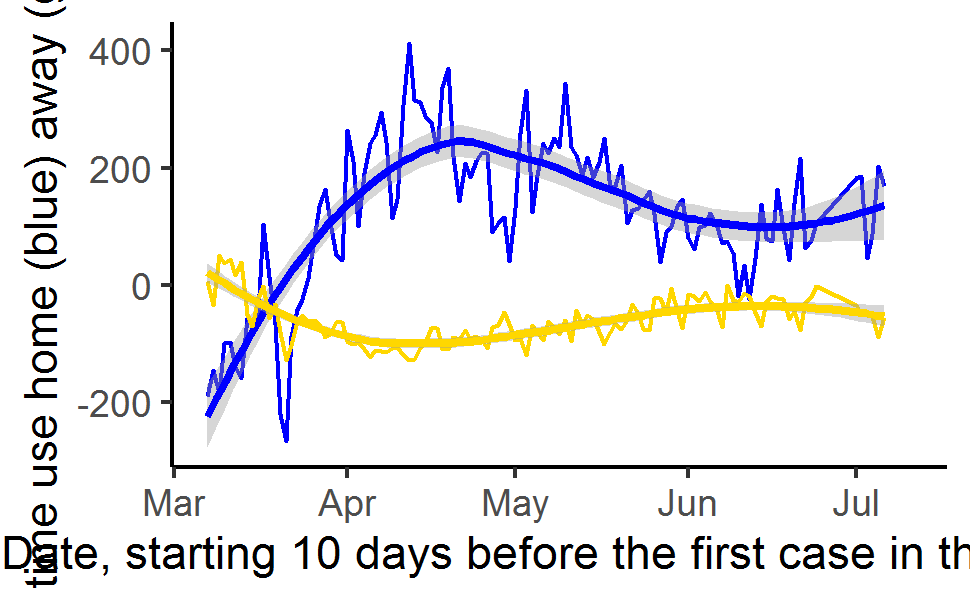 time use home (blue) away (
400
200
0
-200
Mar Apr May Jun Jul
Date, starting 10 days before the first case in th